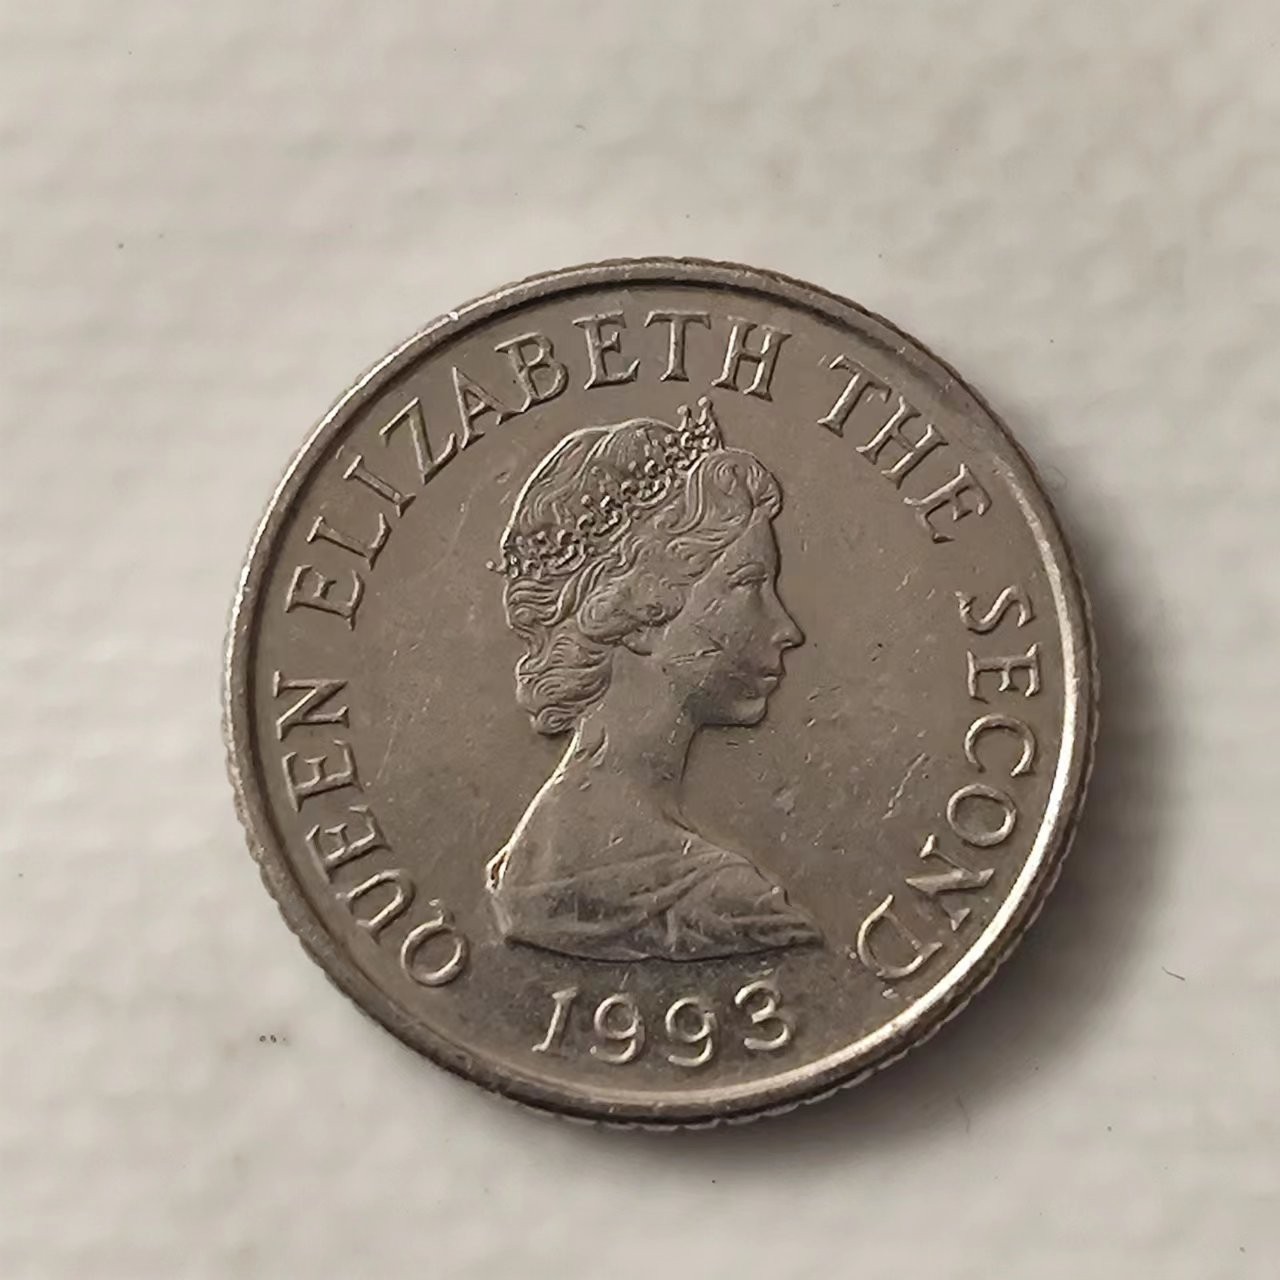 QUEEN ELIZABETH THE SECOND
1993